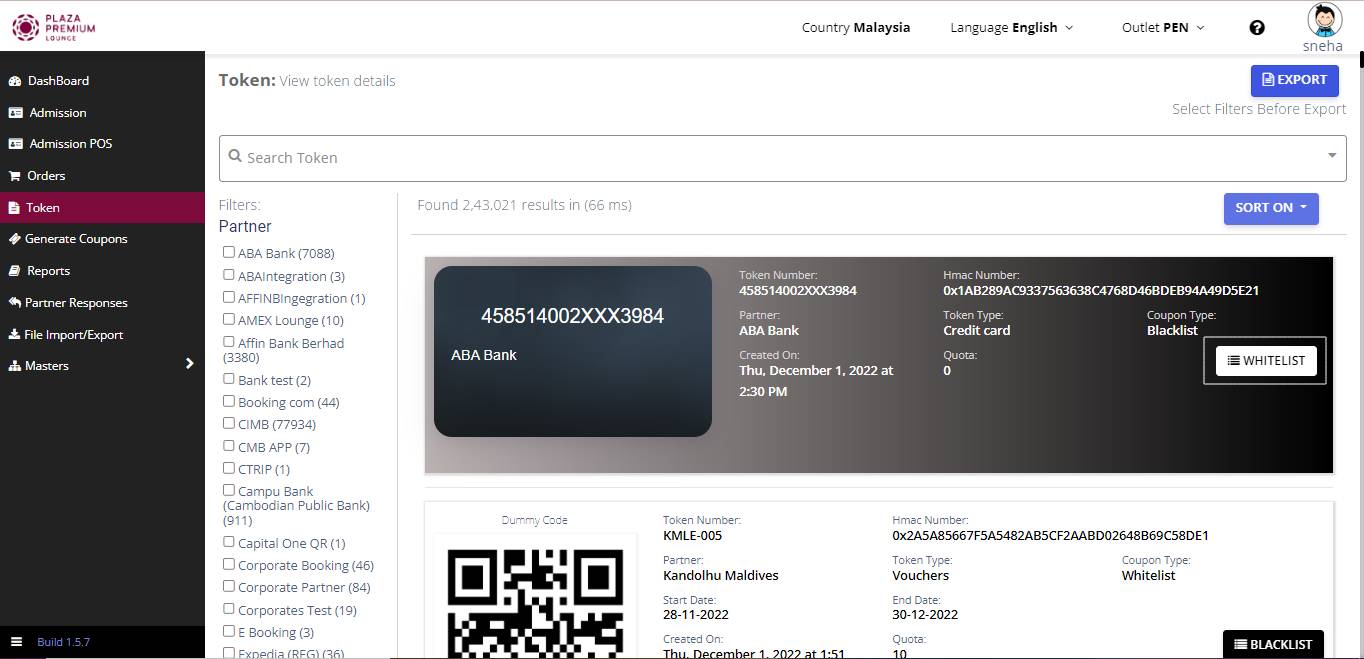 PLAZA
PREMIUM
LOUNGE
Country Malaysia
Language English
Outlet PEN
sneha
DashBoard
Admission
Admission POS
Orders
Token
Generate Coupons
Reports
Partner Responses
File Import/Export
Masters
Build 1.5.7
Token: View token details
EXPORT
Select Filters Before Export
Search Token
Filters:
Partner
ABA Bank (7088)
ABAIntegration (3)
AFFINBIngegration (1)
AMEX Lounge (10)
Affin Bank Berhad
(3380)
Bank test (2)
Booking com (44)
CIMB (77934)
CMB APP (7)
CTRIP (1)
Campu Bank
(Cambodian Public Bank)
(911)
Capital One QR (1)
Corporate Booking (46)
Corporate Partner (84)
Corporates Test (19)
E Booking (3)
Expedia (REG) (36)
Found 2,43,021 results in (66 ms)
SORT ON
458514002XXX3984
ABA Bank
Token Number:
458514002XXX3984
Hmac Number:
0x1AB289AC9337563638C4768D46BDEB94A49D5E21
Partner:
ABA Bank
Token Type:
Credit card
Coupon Type:
Blacklist
Created On:
Thu, December 1, 2022 at
2:30 PM
Quota:
0
WHITELIST
Dummy Code
Token Number:
KMLE-005
Hmac Number:
0x2A5A85667F5A5482AB5CF2AABD02648B69C58DE1
Partner:
Kandolhu Maldives
Token Type:
Vouchers
Coupon Type:
Whitelist
Start Date:
28-11-2022
End Date:
30-12-2022
Created On:
Thu, December 1, 2022 at 1:51
Quota:
10
BLACKLIST